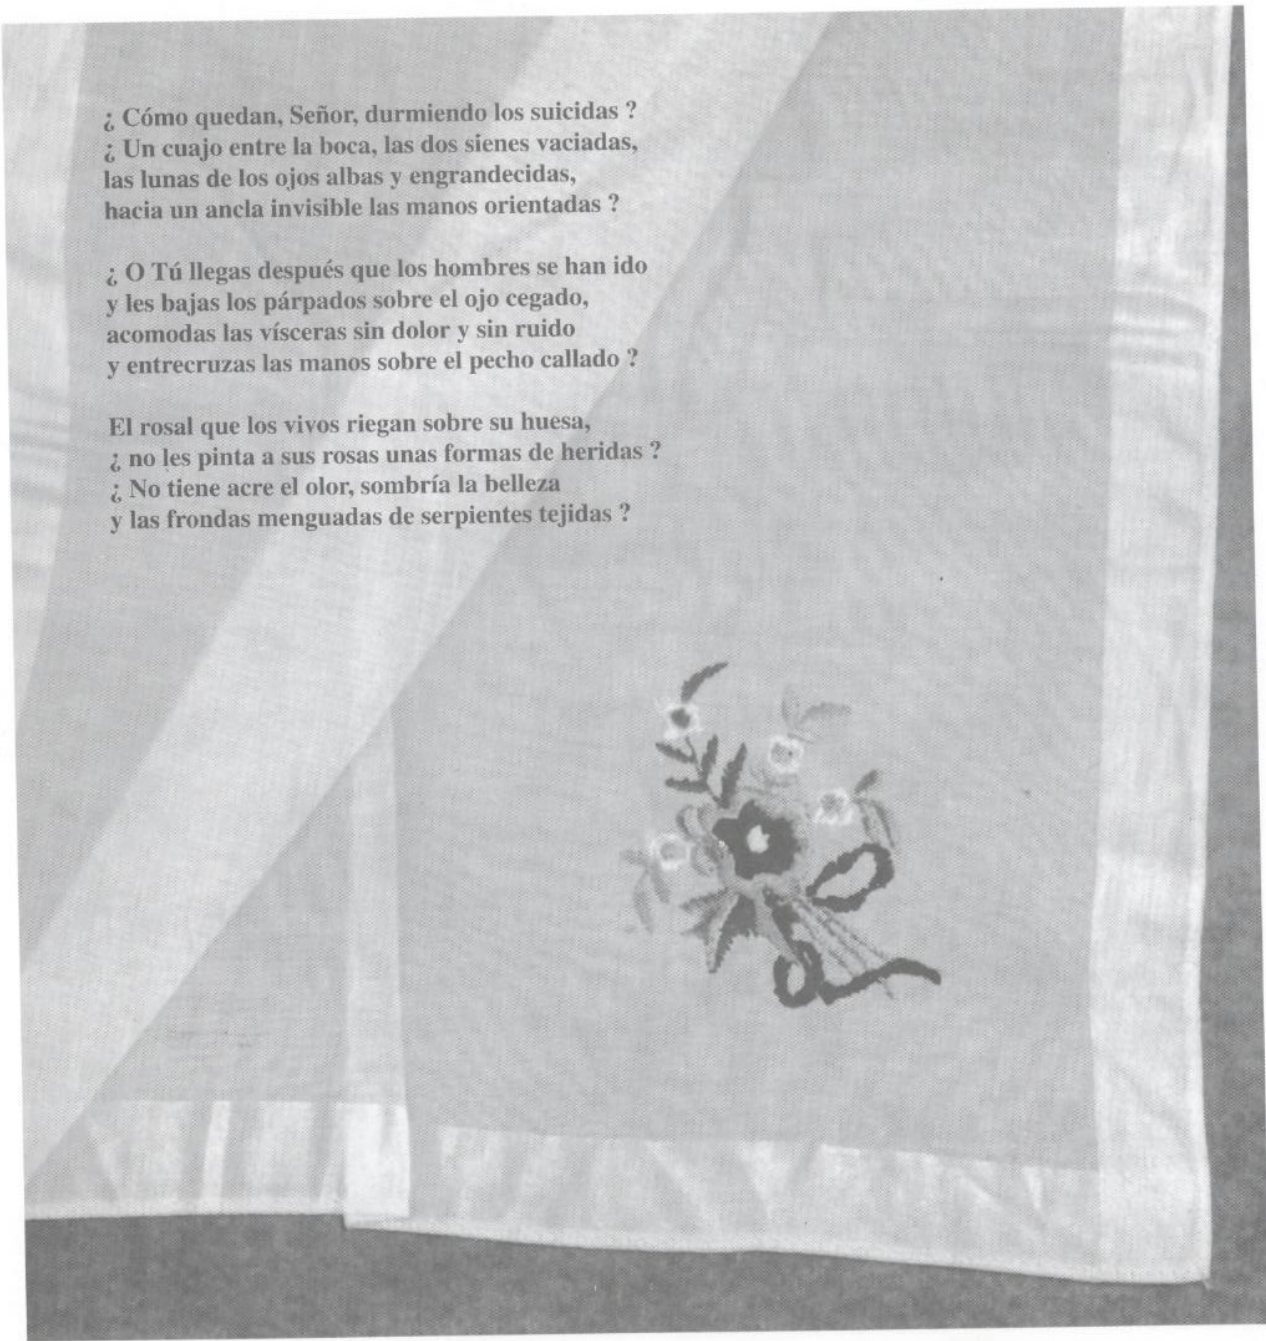 ¿ Cómo quedan, Señor, durmiendo los suicidas ?
¿ Un cuajo entre la boca, las dos sienes vaciadas,
las lunas de los ojos albas y engrandecidas,
hacia un ancla invisible las manos orientadas ?

¿ O Tú llegas después que los hombres se han ido
y les bajas los párpados sobre el ojo cegado,
acomodas las vísceras sin dolor y sin ruido
y entrecruzas las manos sobre el pecho callado ?

El rosal que los vivos riegan sobre su huesa,
¿ no les pinta a sus rosas unas formas de heridas ?
¿ No tiene acre el olor, sombría la belleza
y las frondas menguadas de serpientes tejidas ?